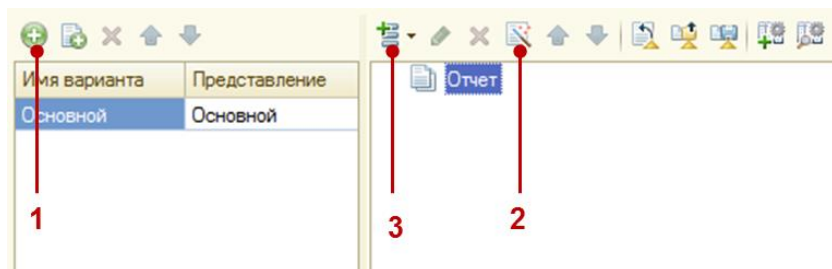 Имя варианта Представление
Основной Основной
Отчет
1
3
2